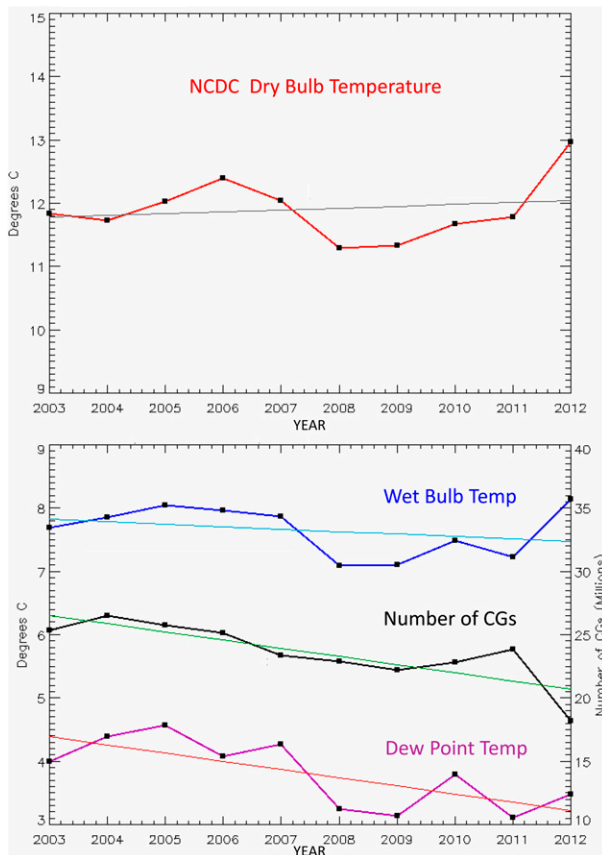 15
14
NCDC Dry Bulb Temperature
13
12
11
10
9
Degrees C
2003 2004 2005 2006 2007 2008 2009 2010 2011 2012
YEAR
9 40
Wet Bulb Temp
8 35
7 30
Number of CGs
6 25
5 20
Dew Point Temp
4 15
3 10
Degrees C
Number of CGs (Millions)
2003 2004 2005 2006 2007 2008 2009 2010 2011 2012
YEAR